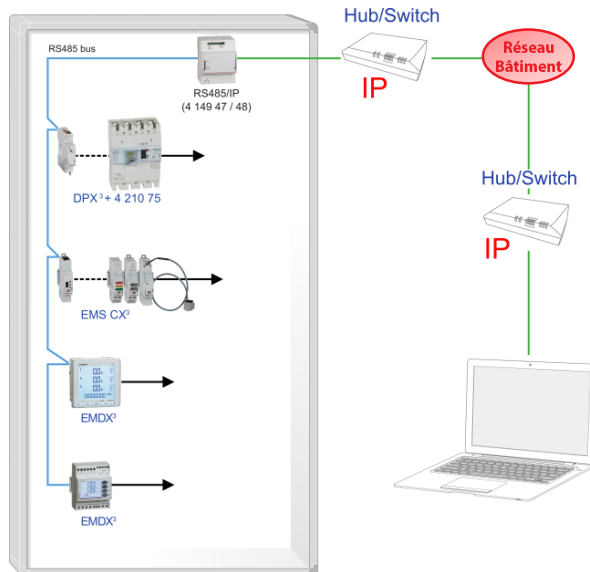 Hub/Switch
IP
Réseau
Bâtiment
RS485 bus
RS485/IP
(4 149 47 / 48)
DPX³ + 4 210 75
Hub/Switch
IP
EMS CX³
EMDX³
EMDX³